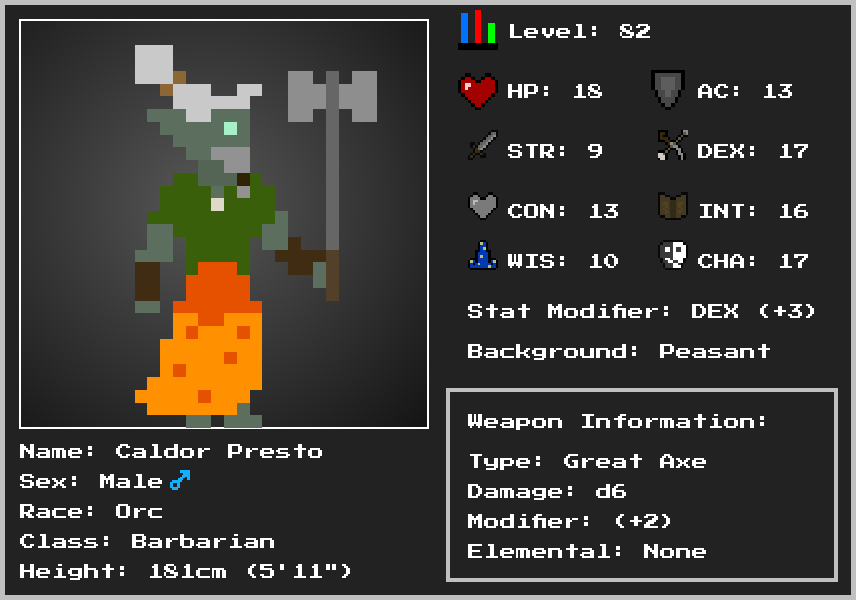 Level: 82
HP: 18
AC: 13
STR: 9
DEX: 17
CON: 13
INT: 16
WIS: 10
CHA: 17
Stat Modifier: DEX (+3)
Background: Peasant
Weapon Information:
Type: Great Axe
Damage: d6
Modifier: (+2)
Elemental: None
Name: Caldor Presto
Sex: Male♂
Race: Orc
Class: Barbarian
Height: 181cm (5'11")